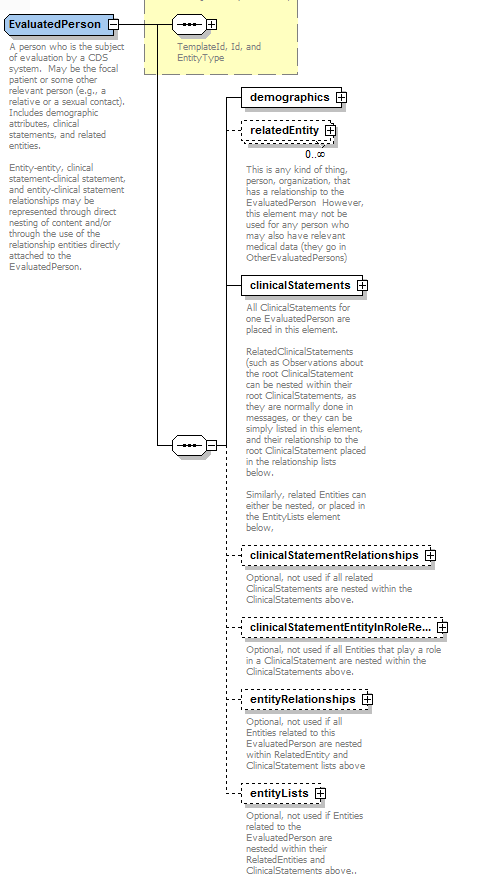 EvaluatedPerson
A person who is the subject
of evaluation by a CDS
system.  May be the focal
patient or some other
relevant person (e.g., a
relative or a sexual contact).
Includes demographic
attributes, clinical
statements, and related
entities.
Entity-entity, clinical
statement-clinical statement,
and entity-clinical statement
relationships may be
represented through direct
nesting of content and/or
through the use of the
relationship entities directly
attached to the
EvaluatedPerson.
TemplateId, Id, and
EntityType
demographics
relatedEntity
0..∞
This is any kind of thing,
person, organization, that
has a relationship to the
EvaluatedPerson  However,
this element may not be
used for any person who
may also have relevant
medical data (they go in
OtherEvaluatedPersons)
clinicalStatements
All ClinicalStatements for
one EvaluatedPerson are
placed in this element.
RelatedClinicalStatements
(such as Observations about
the root ClinicalStatement
can be nested within their
root ClinicalStatements, as
they are normally done in
messages, or they can be
simply listed in this element,
and their relationship to the
root ClinicalStatement placed
in the relationship lists
below.
Similarly, related Entities can
either be nested, or placed in
the EntityLists element
below,
clinicalStatementRelationships
Optional, not used if all related
ClinicalStatements are nested within the
ClinicalStatements above.
clinicalStatementEntityInRoleRe...
Optional, not used if all Entities that play a role
in a ClinicalStatement are nested within the
ClinicalStatements above.
entityRelationships
Optional, not used if all
Entities related to this
EvaluatedPerson are nested
within RelatedEntity and
ClinicalStatement lists above
entityLists
Optional, not used if Entities
related to the
EvaluatedPerson are
nestedd within their
RelatedEntities and
ClinicalStatements above..